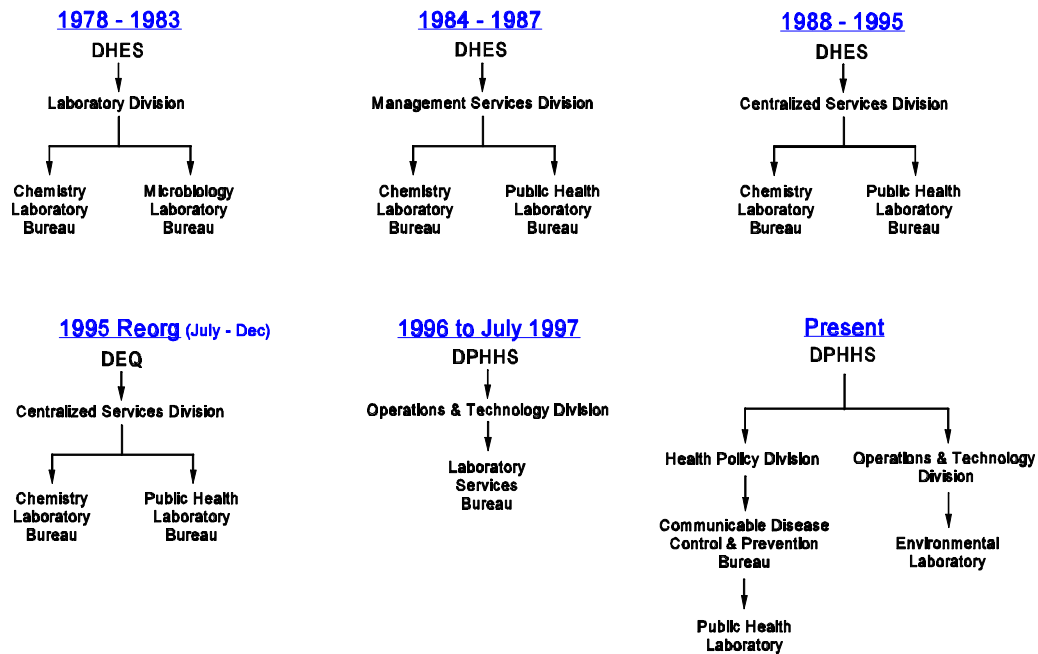 1978 - 1983
DHES
Laboratory Division
Chemistry
Laboratory
Bureau
Microbiology
Laboratory
Bureau
1984 - 1987
DHES
Management Services Division
Chemistry
Laboratory
Bureau
Public Health
Laboratory
Bureau
1988 - 1995
DHES
Centralized Services Division
Chemistry
Laboratory
Bureau
Public Health
Laboratory
Bureau
1995 Reorg (July - Dec)
DEQ
Centralized Services Division
Chemistry
Laboratory
Bureau
Public Health
Laboratory
Bureau
1996 to July 1997
DPHHS
Operations & Technology Division
Laboratory
Services
Bureau
Present
DPHHS
Health Policy Division
Communicable Disease
Control & Prevention
Bureau
Public Health
Laboratory
Operations & Technology
Division
Environmental
Laboratory